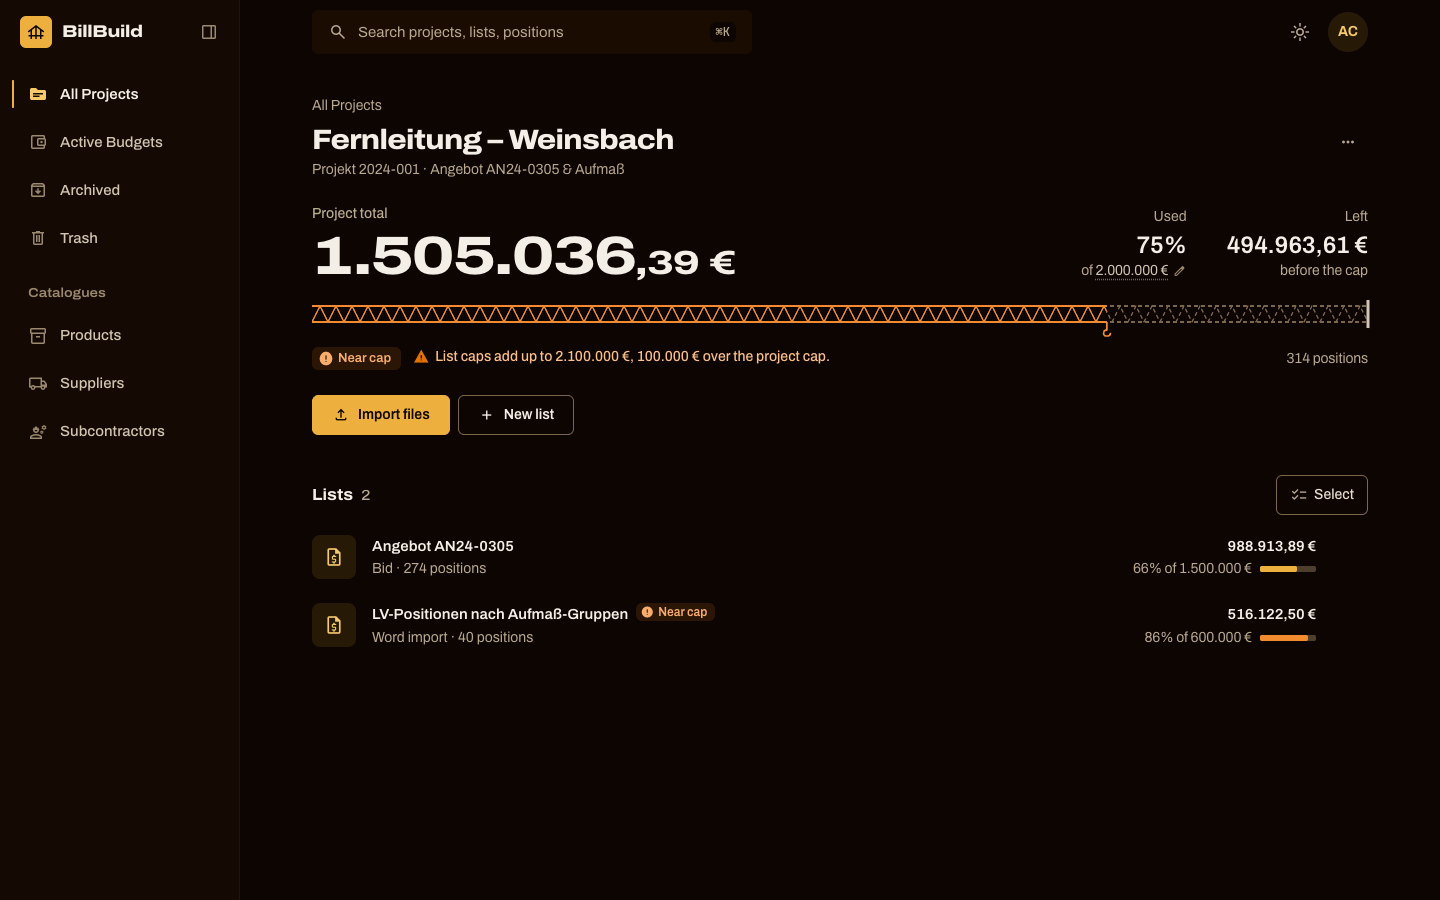 BillBuild
Search projects, lists, positions
⌘K
AC
All Projects
Active Budgets
Archived
Trash
Catalogues
Products
Suppliers
Subcontractors
All Projects
Fernleitung – Weinsbach
Projekt 2024-001 · Angebot AN24-0305 & Aufmaß
Project total
1.505.036,39 €
Used
75%
of 2.000.000 €
Left
494.963,61 €
before the cap
Near cap
List caps add up to 2.100.000 €, 100.000 € over the project cap.
314 positions
Import files
New list
Lists 2
Select
Angebot AN24-0305
988.913,89 €
Bid · 274 positions
66% of 1.500.000 €
LV-Positionen nach Aufmaß-Gruppen Near cap
516.122,50 €
Word import · 40 positions
86% of 600.000 €